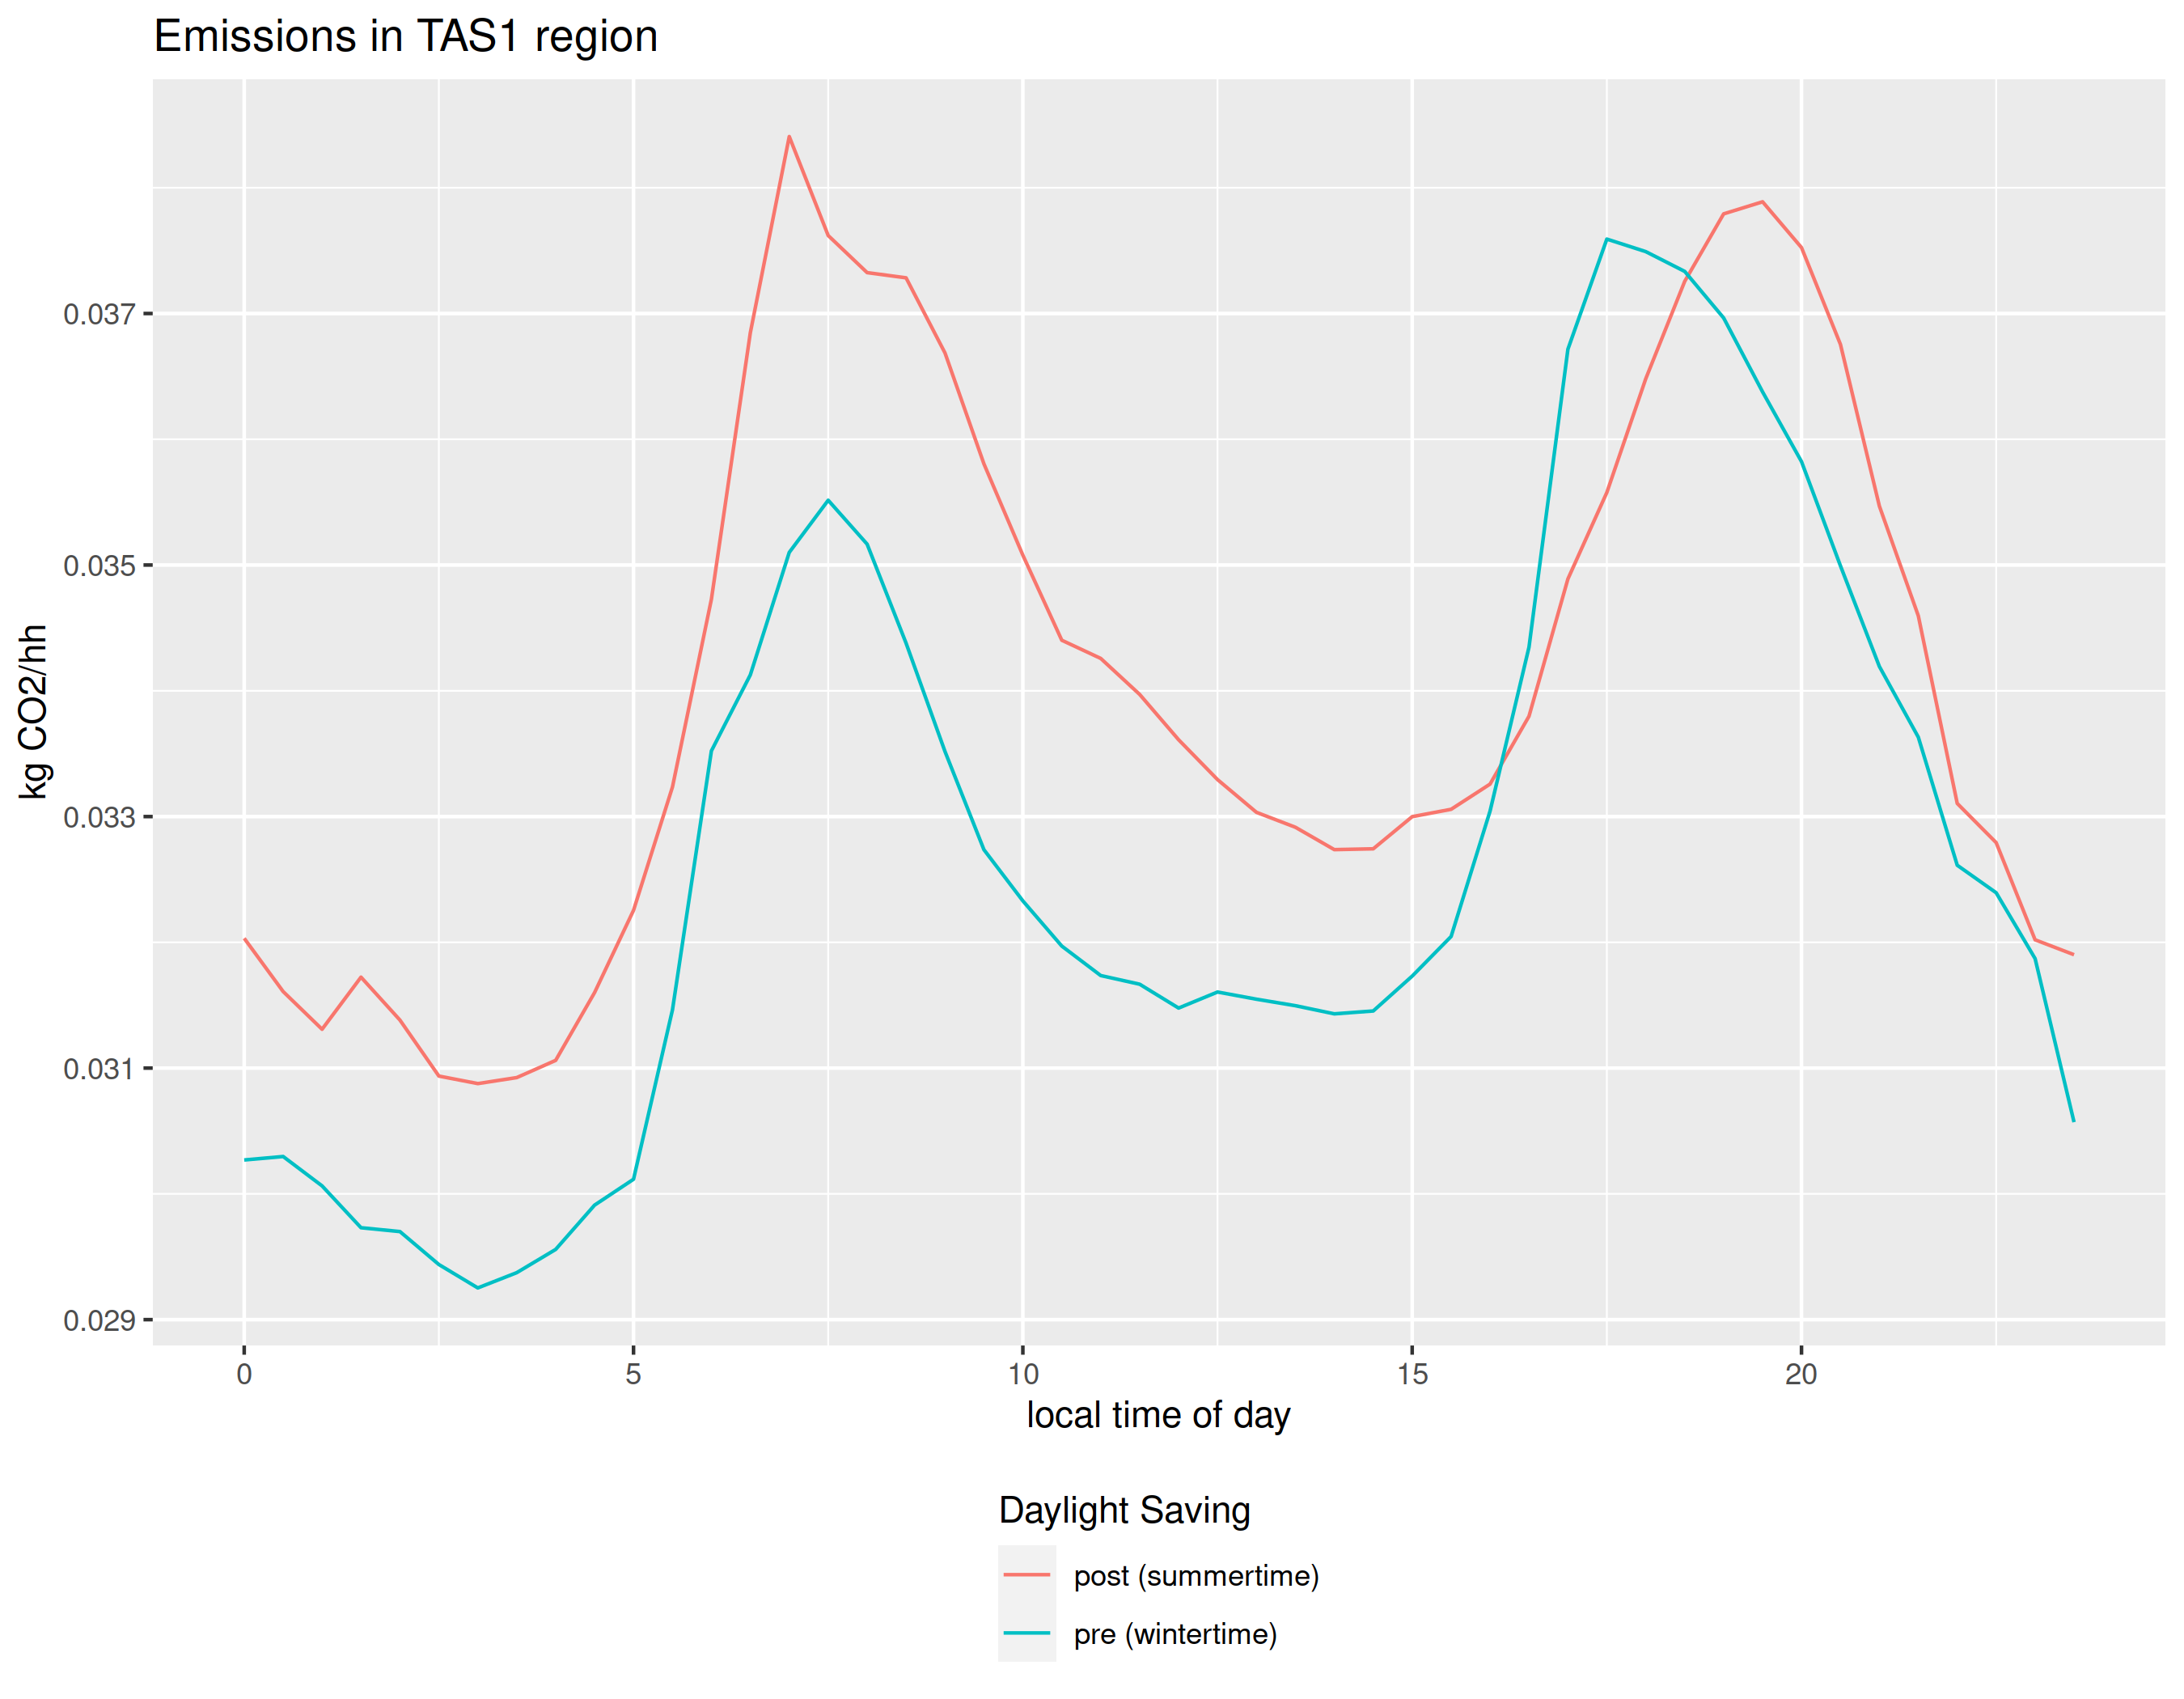 Emissions in TAS1 region
kg CO2/hh
0.037
0.035
0.033
0.031
0.029
0 5 10 15 20
local time of day
Daylight Saving
post (summertime)
pre (wintertime)